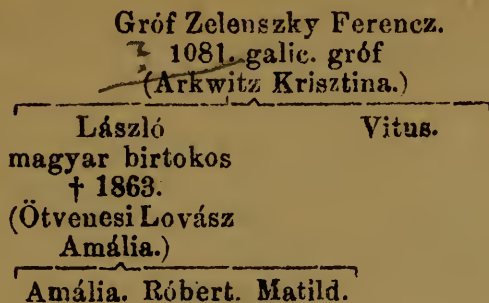 Gróf Zelenszky Ferencz.
? 1081. galic. gróf
(Arkwitz Krisztina.)
László Vitus.
magyar birtokos
† 1863.
(Ötvenesi Lovász
Amália.)
Amália. Róbert. Matild.